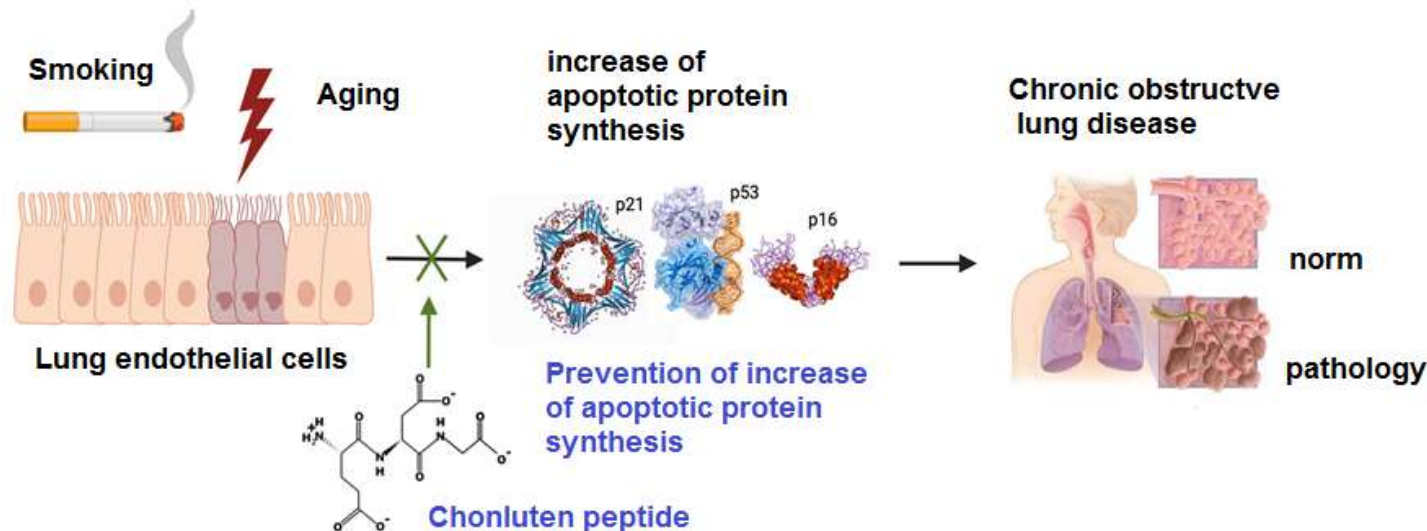 Smoking
Aging
increase of
apoptotic protein
synthesis
Chronic obstructve
lung disease
p21
p53
p16
norm
pathology
Lung endothelial cells
Prevention of increase
of apoptotic protein
synthesis
H
H
+
N
O
O
O-
N
H
O
H
N
O
O-
O
O-
Chonluten peptide